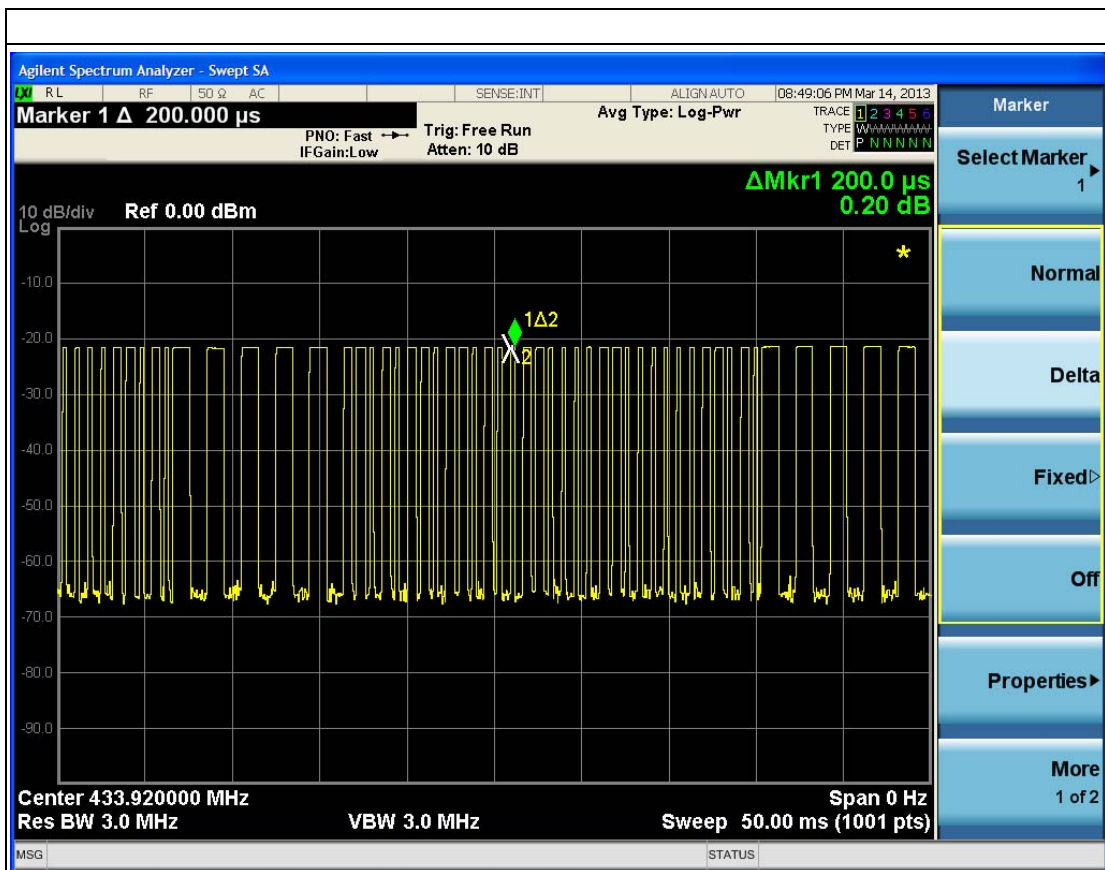 Agilent Spectrum Analyzer - Swept SA
LXI RL RF 50 Ω AC SENSE:INT ALIGN AUTO 08:49:06 PM Mar 14, 2013
Marker 1 Δ 200.000 µs
PNO: Fast
IFGain:Low
Trig: Free Run
Atten: 10 dB
Avg Type: Log-Pwr
TRACE 1 2 3 4 5 6
TYPE W
DET P N N N N N
ΔMkr1 200.0 µs
0.20 dB
10 dB/div Ref 0.00 dBm
Log
-10.0
-20.0
-30.0
-40.0
-50.0
-60.0
-70.0
-80.0
-90.0
*
1Δ2
2
Center 433.920000 MHz Span 0 Hz
Res BW 3.0 MHz VBW 3.0 MHz Sweep 50.00 ms (1001 pts)
MSG STATUS
Marker
Select Marker
1
Normal
Delta
Fixed
Off
Properties
More
1 of 2